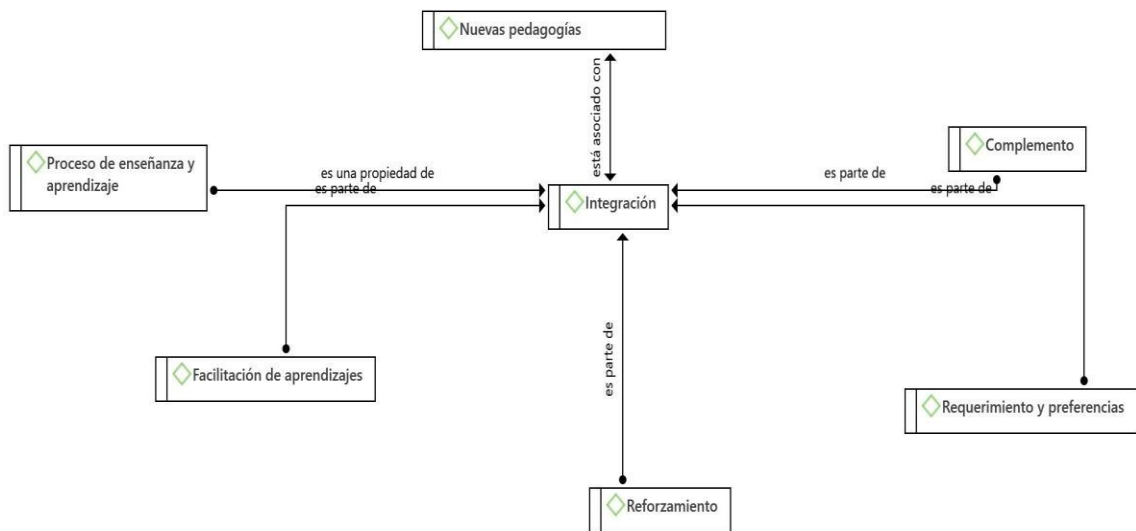 Nuevas pedagogías
está asociado con
Complemento
Proceso de enseñanza y
aprendizaje
es una propiedad de
es parte de
es parte de
es parte de
Integración
es parte de
Facilitación de aprendizajes
Requerimiento y preferencias
Reforzamiento